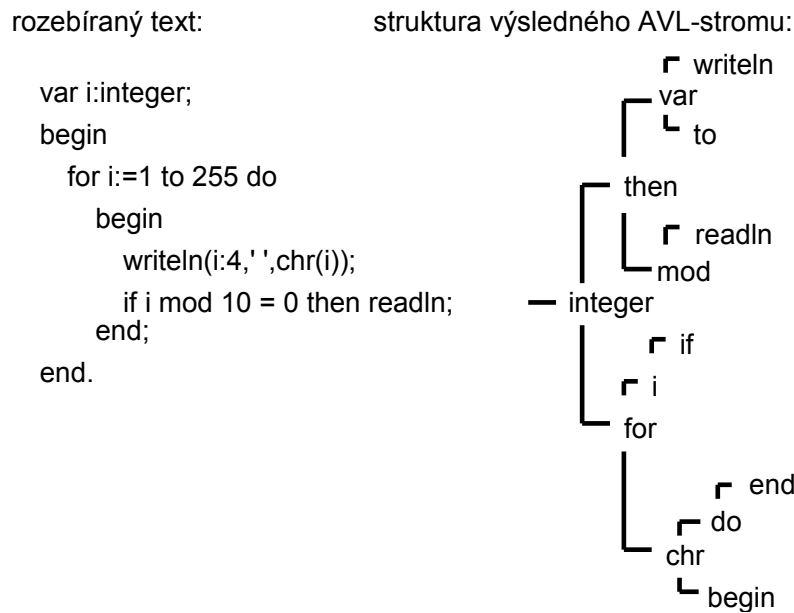 rozebíraný text:
var i:integer;
begin
for i:=1 to 255 do
begin
writeln(i:4,' ',chr(i));
if i mod 10 = 0 then readln;
end;
end.
struktura výsledného AVL-stromu:
writeln
var
to
then
readln
mod
integer
if
i
for
end
do
chr
begin